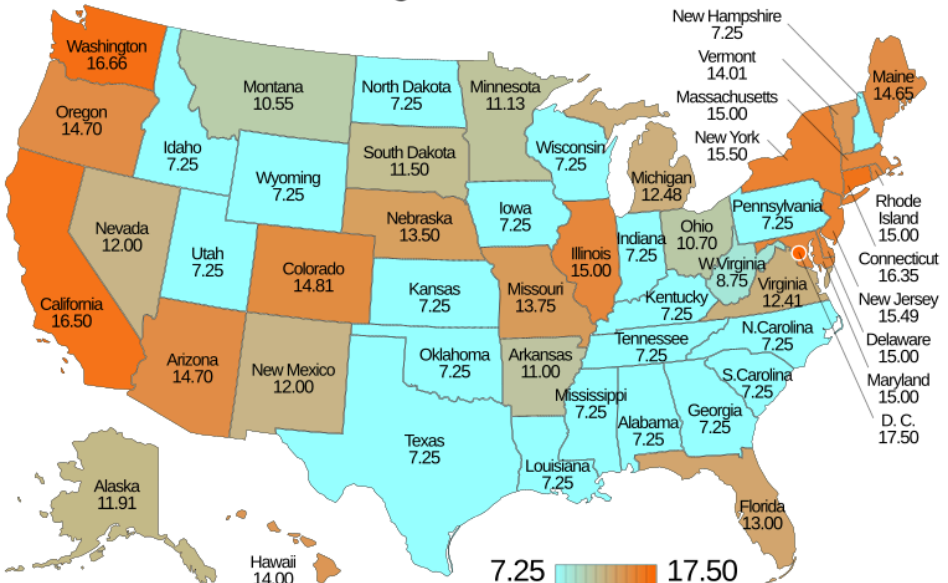 New Hampshire
7.25
Vermont
14.01
Massachusetts
15.00
New York
15.50
Washington
16.66
Oregon
14.70
Idaho
7.25
Montana
10.55
North Dakota
7.25
Minnesota
11.13
Maine
14.65
Wyoming
7.25
South Dakota
11.50
Wisconsin
7.25
Michigan
12.48
Nevada
12.00
Utah
7.25
Colorado
14.81
Nebraska
13.50
Iowa
7.25
Illinois
15.00
Indiana
7.25
Ohio
10.70
Pennsylvania
7.25
Rhode
Island
15.00
Connecticut
16.35
New Jersey
15.49
Delaware
15.00
Maryland
15.00
D. C.
17.50
California
16.50
Kansas
7.25
Missouri
13.75
Kentucky
7.25
W.Virginia
8.75
Virginia
12.41
Arizona
14.70
New Mexico
12.00
Oklahoma
7.25
Arkansas
11.00
Tennessee
7.25
N.Carolina
7.25
S.Carolina
7.25
Texas
7.25
Louisiana
7.25
Mississippi
7.25
Alabama
7.25
Georgia
7.25
Florida
13.00
Alaska
11.91
Hawaii
14.00
7.25 17.50